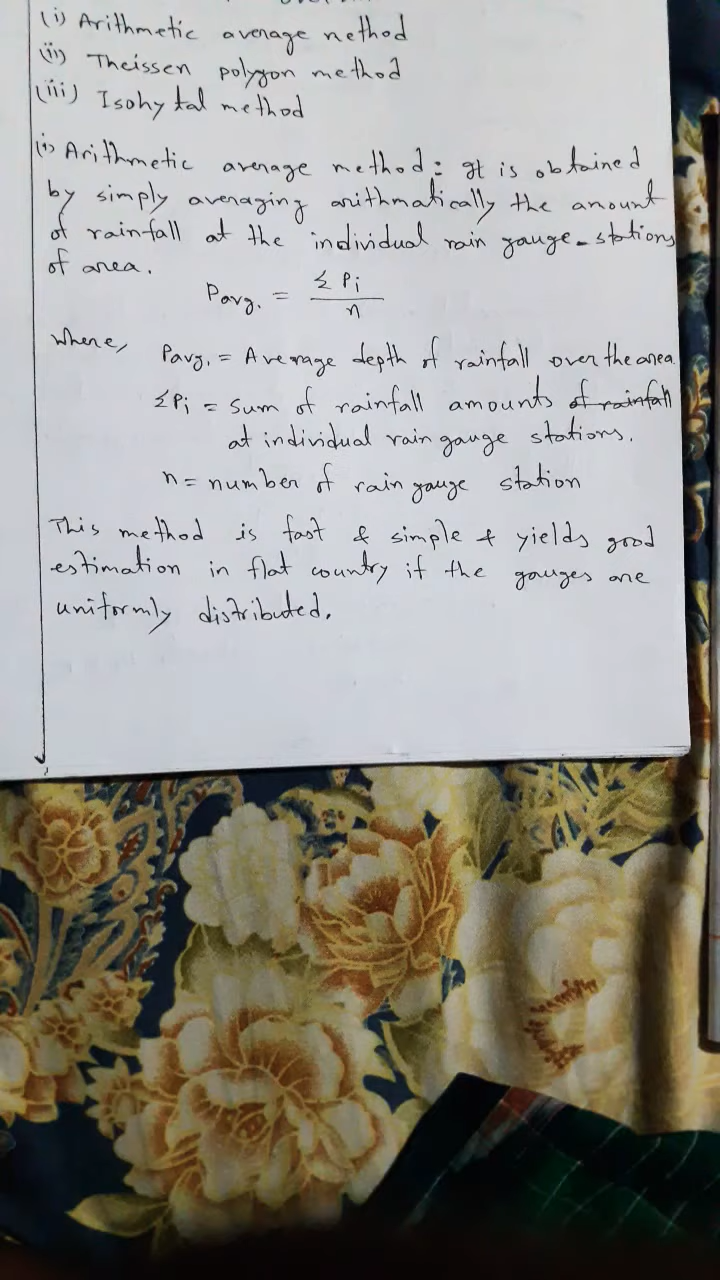 (i) Arithmetic average method
(ii) Theissen polygon method
(iii) Isohytal method
(i) Arithmetic average method: It is obtained
by simply averaging arithmatically the amount
of rainfall at the individual rain gauge-stations
of area.
Pavg. = Σ Pi / n
Where,
Pavg. = Average depth of rainfall over the area.
ΣPi = Sum of rainfall amounts of rainfall
at individual rain gauge stations.
n = number of rain gauge station
This method is fast & simple & yields good
estimation in flat country if the gauges are
uniformly distributed.